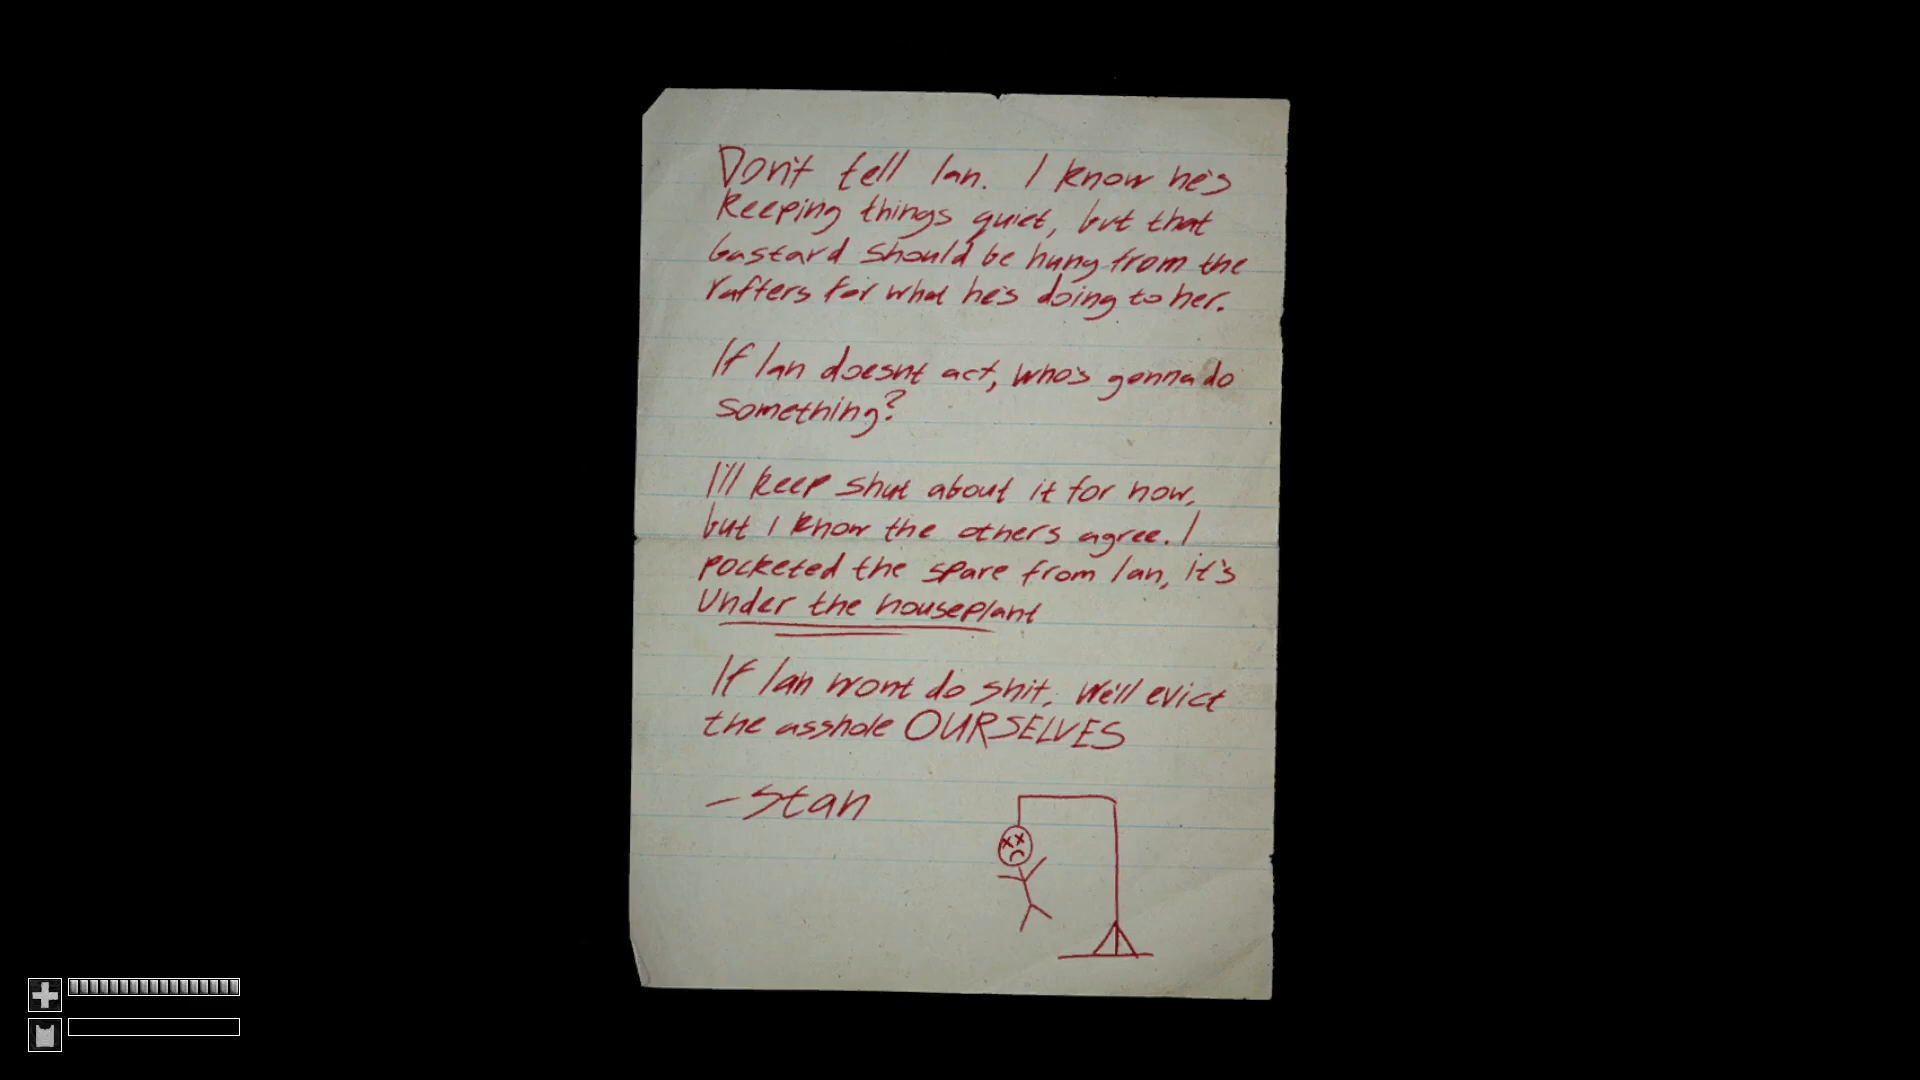 Don't tell Ian. I know he's
keeping things quiet, but that
bastard should be hung from the
rafters for what he's doing to her.
If Ian doesnt act, who's gonna do
something?
I'll keep shut about it for now,
but i know the others agree. I
pocketed the spare from Ian, it's
Under the houseplant
If Ian wont do shit, We'll evict
the asshole OURSELVES
- Stan